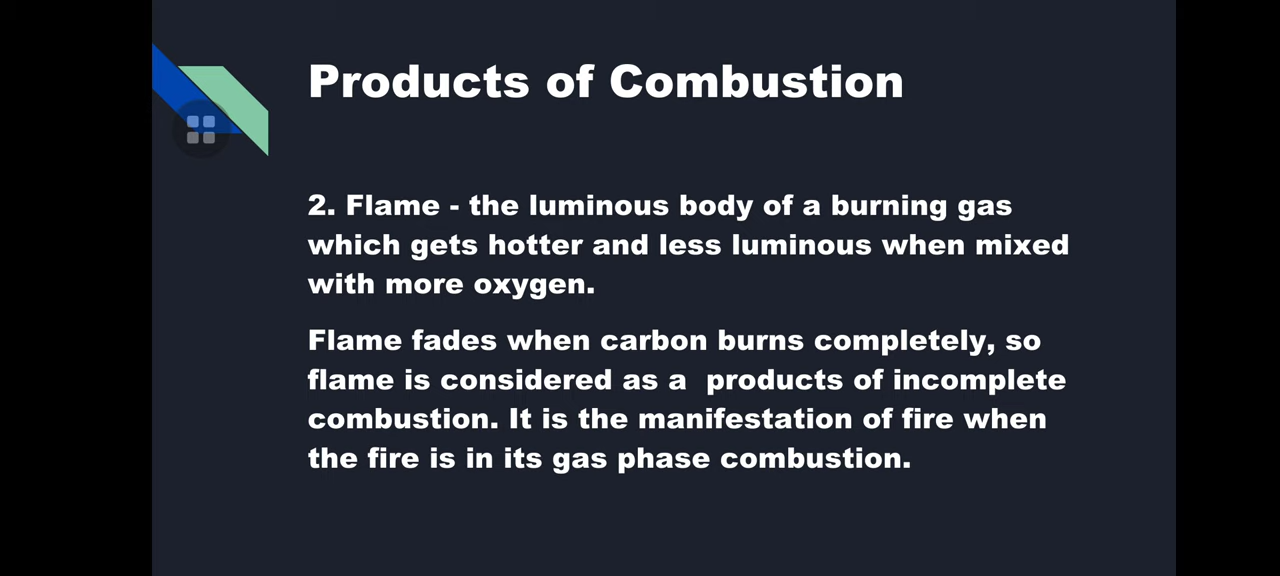 Products of Combustion
2. Flame - the luminous body of a burning gas
which gets hotter and less luminous when mixed
with more oxygen.
Flame fades when carbon burns completely, so
flame is considered as a  products of incomplete
combustion. It is the manifestation of fire when
the fire is in its gas phase combustion.